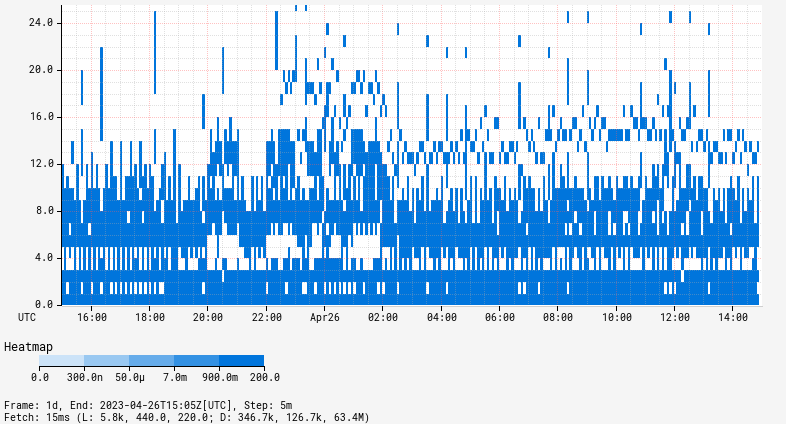 24.0
20.0
16.0
12.0
8.0
4.0
0.0
UTC 16:00 18:00 20:00 22:00 Apr26 02:00 04:00 06:00 08:00 10:00 12:00 14:00
Heatmap
0.0 300.0n 50.0µ 7.0m 900.0m 200.0
Frame: 1d, End: 2023-04-26T15:05Z[UTC], Step: 5m
Fetch: 15ms (L: 5.8k, 440.0, 220.0; D: 346.7k, 126.7k, 63.4M)